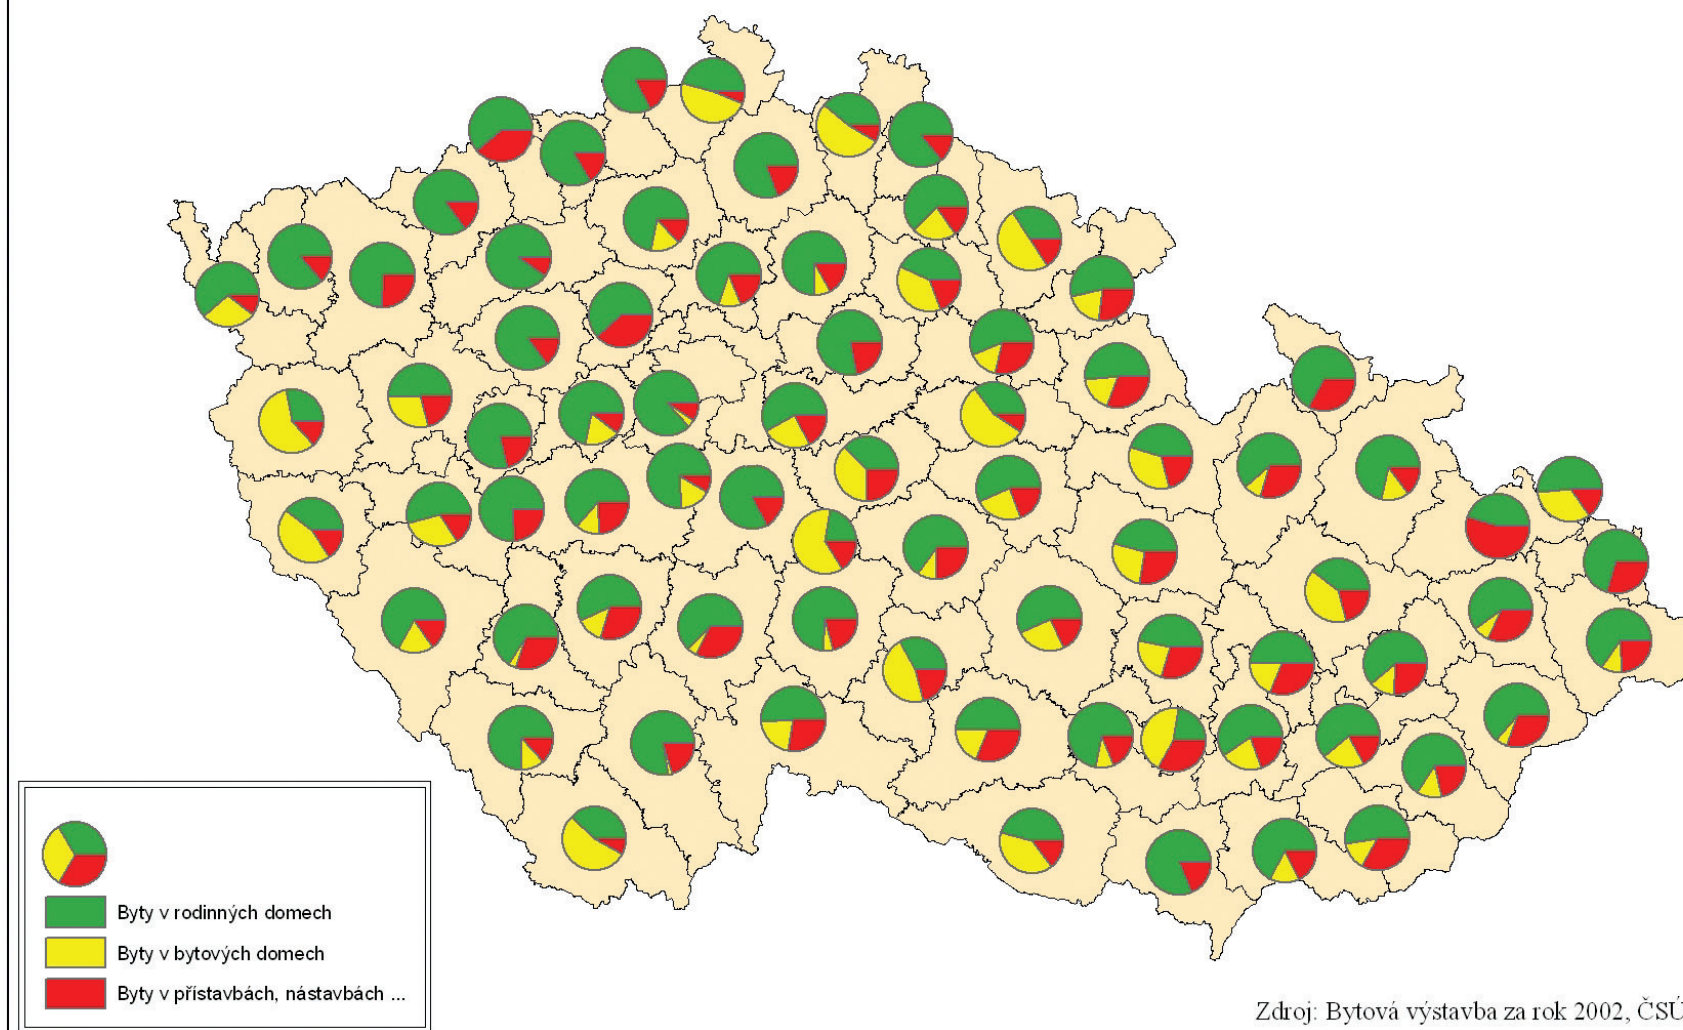 Byty v rodinných domech
Byty v bytových domech
Byty v přístavbách, nástavbách ...
Zdroj: Bytová výstavba za rok 2002, ČSÚ